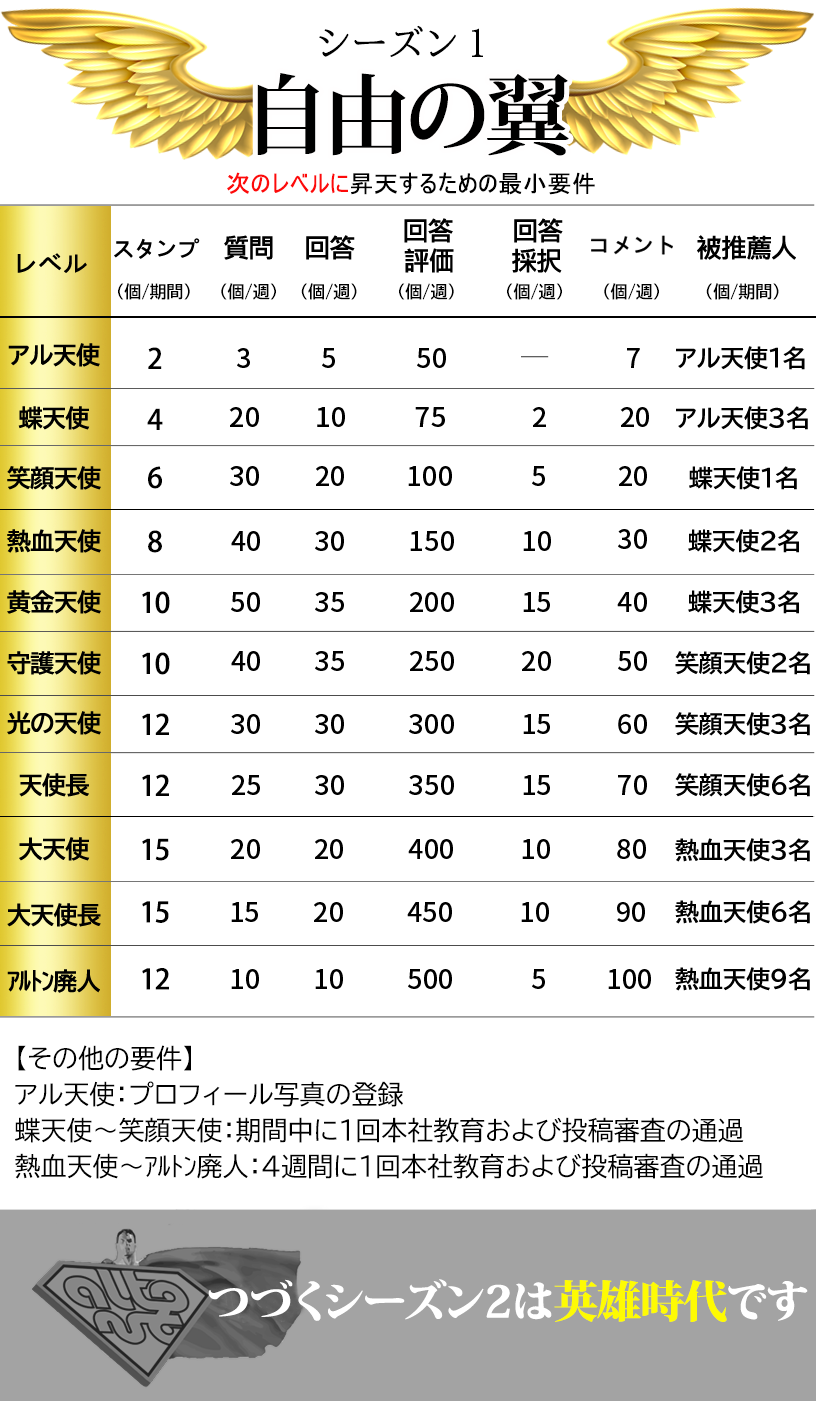 シーズン1
自由の翼
次のレベルに昇天するための最小要件
レベル スタンプ（個/期間） 質問（個/週） 回答（個/週） 回答評価（個/週） 回答採択（個/週） コメント（個/週） 被推薦人（個/期間）
アル天使 2 3 5 50 — 7 アル天使1名
蝶天使 4 20 10 75 2 20 アル天使3名
笑顔天使 6 30 20 100 5 20 蝶天使1名
熱血天使 8 40 30 150 10 30 蝶天使2名
黄金天使 10 50 35 200 15 40 蝶天使3名
守護天使 10 40 35 250 20 50 笑顔天使2名
光の天使 12 30 30 300 15 60 笑顔天使3名
天使長 12 25 30 350 15 70 笑顔天使6名
大天使 15 20 20 400 10 80 熱血天使3名
大天使長 15 15 20 450 10 90 熱血天使6名
ｱﾙﾄﾝ廃人 12 10 10 500 5 100 熱血天使9名
【その他の要件】
アル天使：プロフィール写真の登録
蝶天使～笑顔天使：期間中に1回本社教育および投稿審査の通過
熱血天使～ｱﾙﾄﾝ廃人：4週間に1回本社教育および投稿審査の通過
つづくシーズン2は英雄時代です